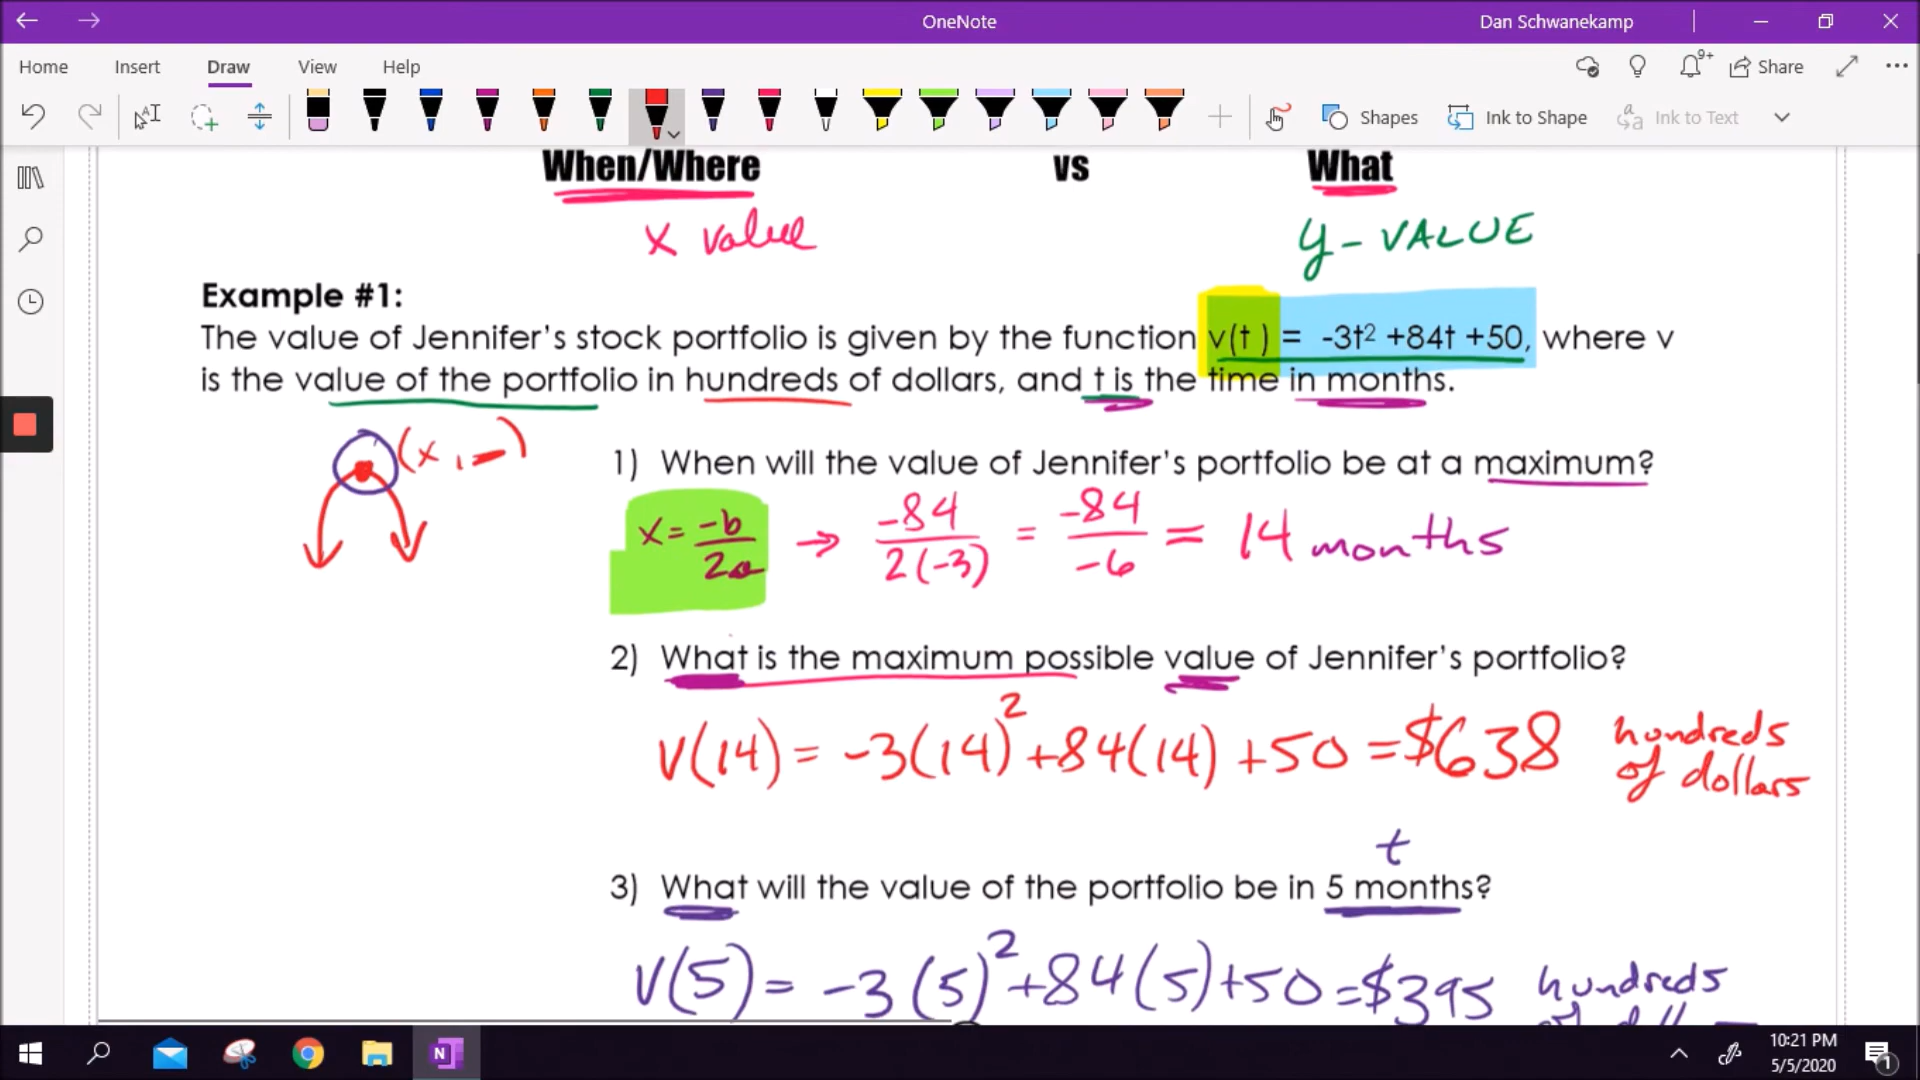 OneNote
Dan Schwanekamp
Home
Insert
Draw
View
Help
9+
Share
Shapes
Ink to Shape
Ink to Text
When/Where vs What
x value
y - VALUE
Example #1:
The value of Jennifer's stock portfolio is given by the function v(t ) = -3t² +84t +50, where v
is the value of the portfolio in hundreds of dollars, and t is the time in months.
(x, -)
1) When will the value of Jennifer's portfolio be at a maximum?
x = -b/2a → -84/2(-3) = -84/-6 = 14 months
2) What is the maximum possible value of Jennifer's portfolio?
v(14) = -3(14)² +84(14) +50 = $638 hundreds
of dollars
t
3) What will the value of the portfolio be in 5 months?
v(5) = -3(5)² +84(5)+50 = $395 hundreds
N
10:21 PM
5/5/2020
1